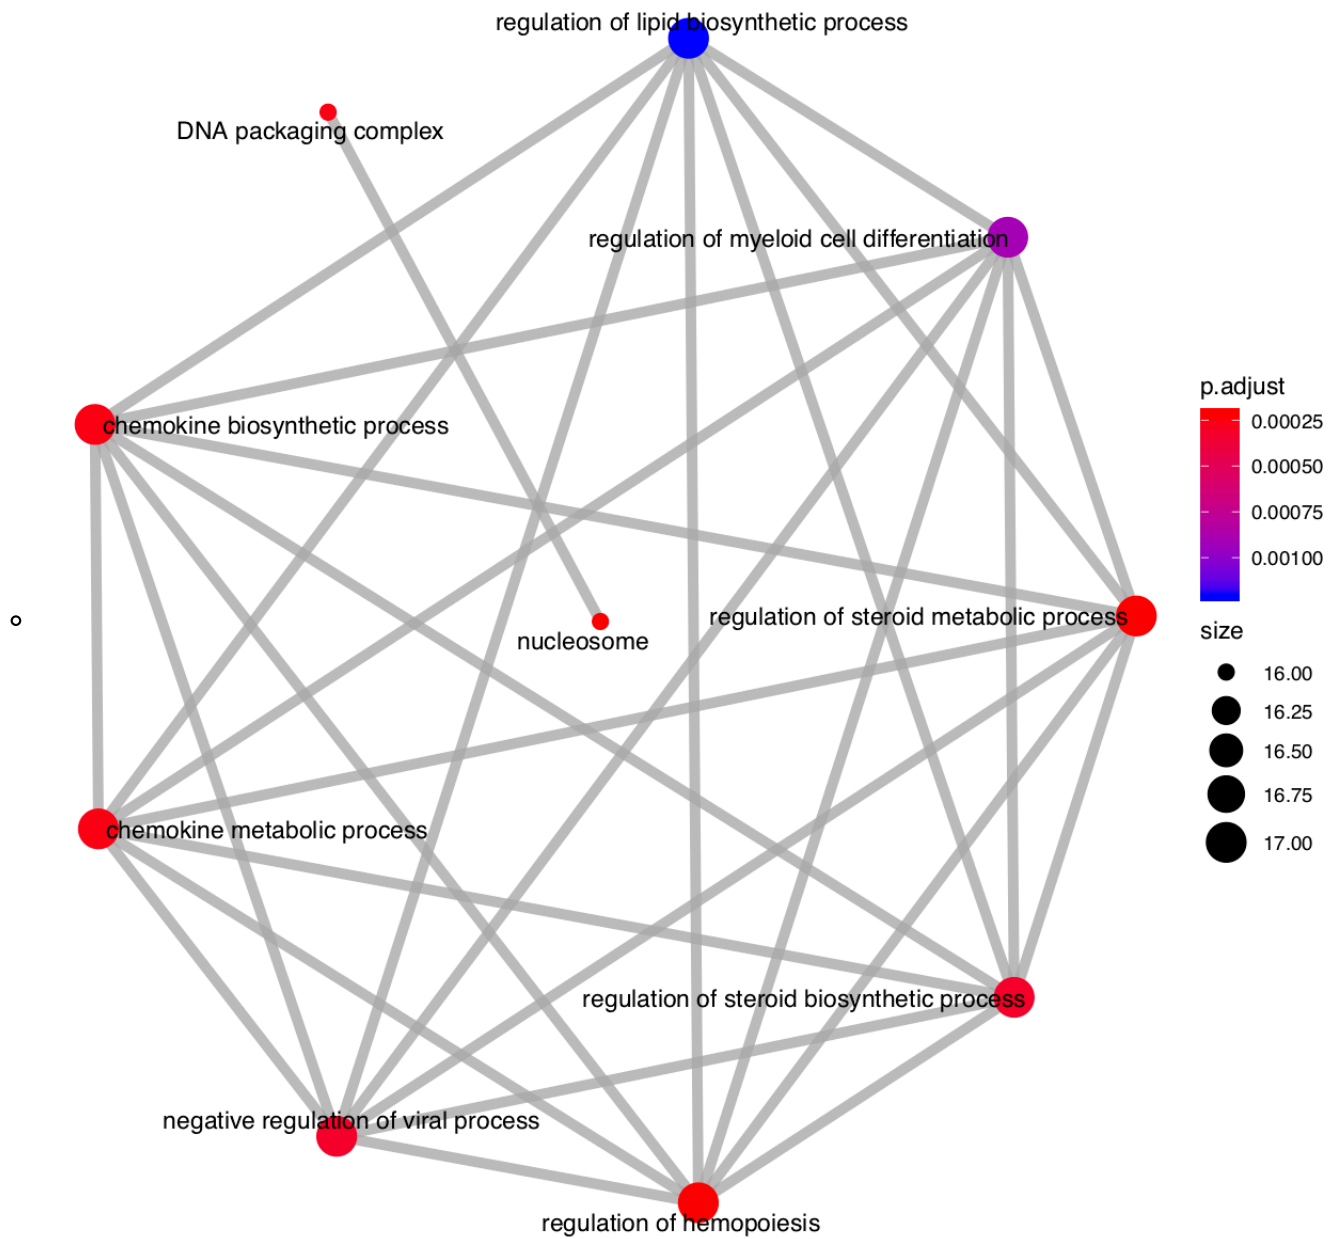 regulation of lipid biosynthetic process
DNA packaging complex
regulation of myeloid cell differentiation
chemokine biosynthetic process
regulation of steroid metabolic process
nucleosome
chemokine metabolic process
regulation of steroid biosynthetic process
negative regulation of viral process
regulation of hemopoiesis
p.adjust
0.00025
0.00050
0.00075
0.00100
size
16.00
16.25
16.50
16.75
17.00